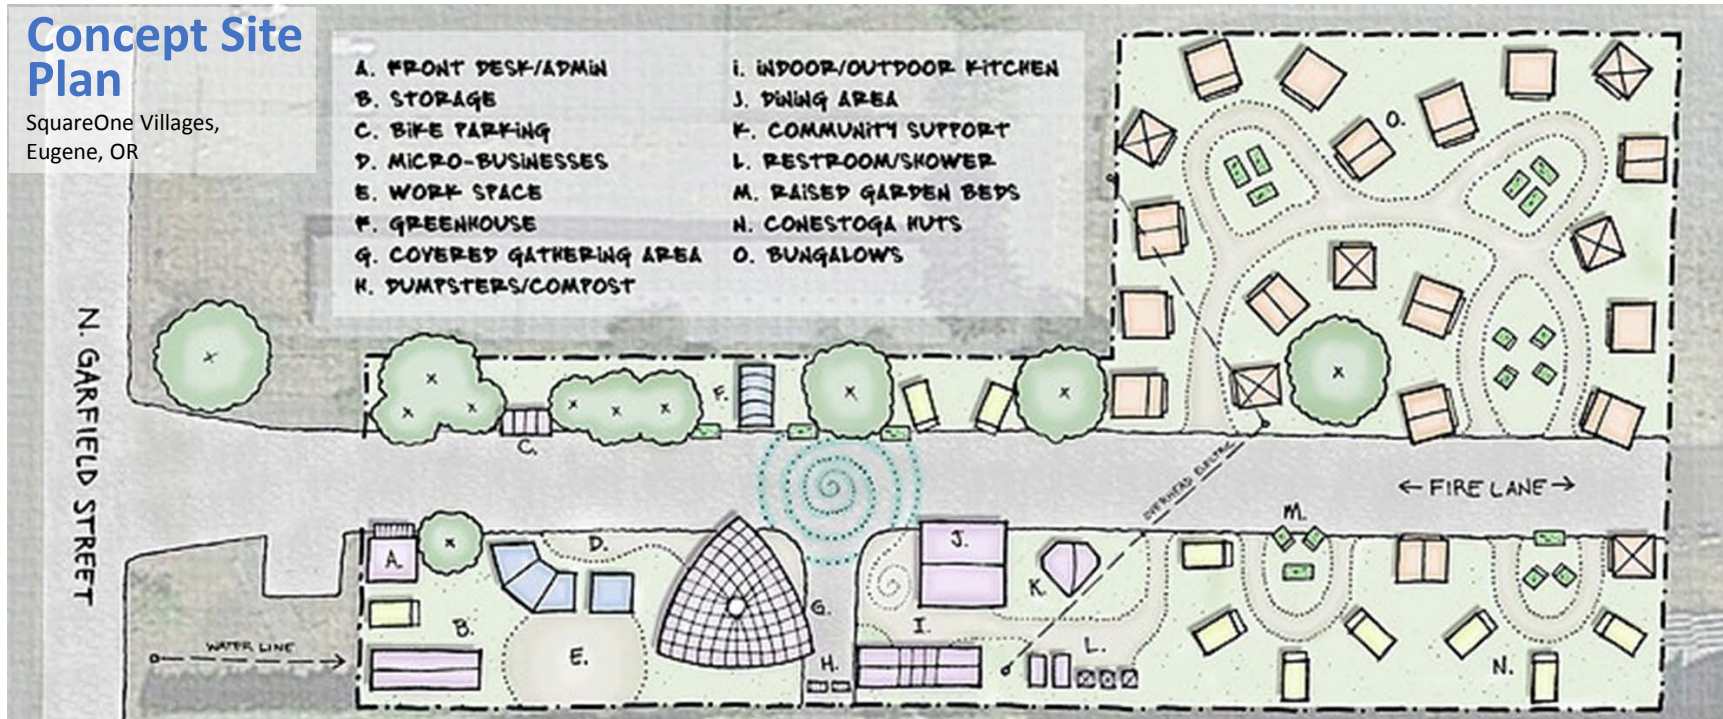 Concept Site
Plan
SquareOne Villages,
Eugene, OR
A. FRONT DESK/ADMIN
B. STORAGE
C. BIKE PARKING
D. MICRO-BUSINESSES
E. WORK SPACE
F. GREENHOUSE
G. COVERED GATHERING AREA
H. DUMPSTERS/COMPOST
I. INDOOR/OUTDOOR KITCHEN
J. DINING AREA
K. COMMUNITY SUPPORT
L. RESTROOM/SHOWER
M. RAISED GARDEN BEDS
N. CONESTOGA HUTS
O. BUNGALOWS
O.
N. GARFIELD STREET
F.
C.
OVERHEAD ELECTRIC
← FIRE LANE →
M.
A.
D.
J.
K.
G.
B.
I.
E.
H.
L.
N.
WATER LINE